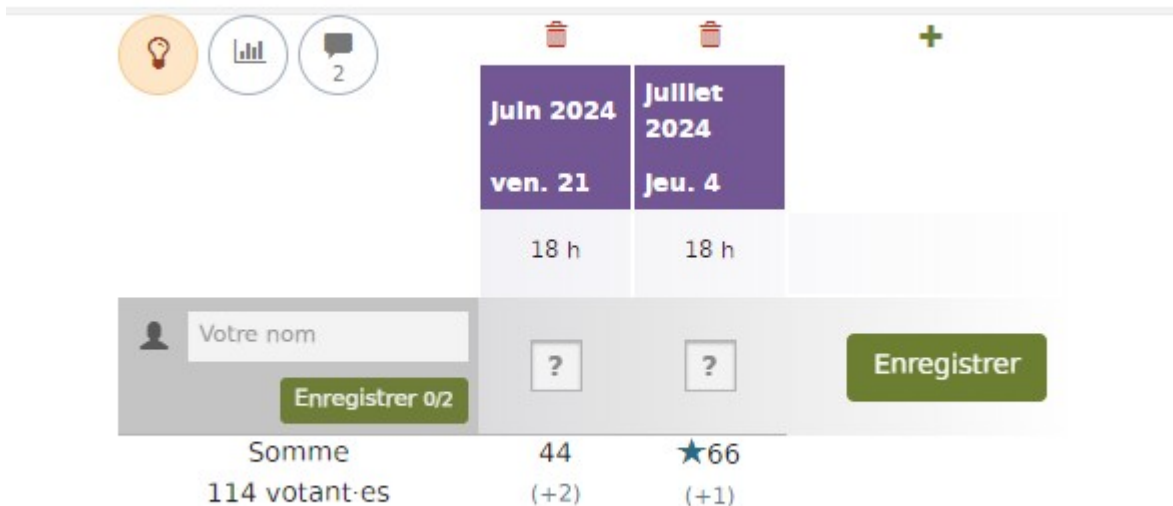 2
Juin 2024
Juillet
2024
ven. 21
Jeu. 4
18 h
18 h
Votre nom
?
?
Enregistrer
Enregistrer 0/2
Somme
44
★66
114 votant·es
(+2)
(+1)